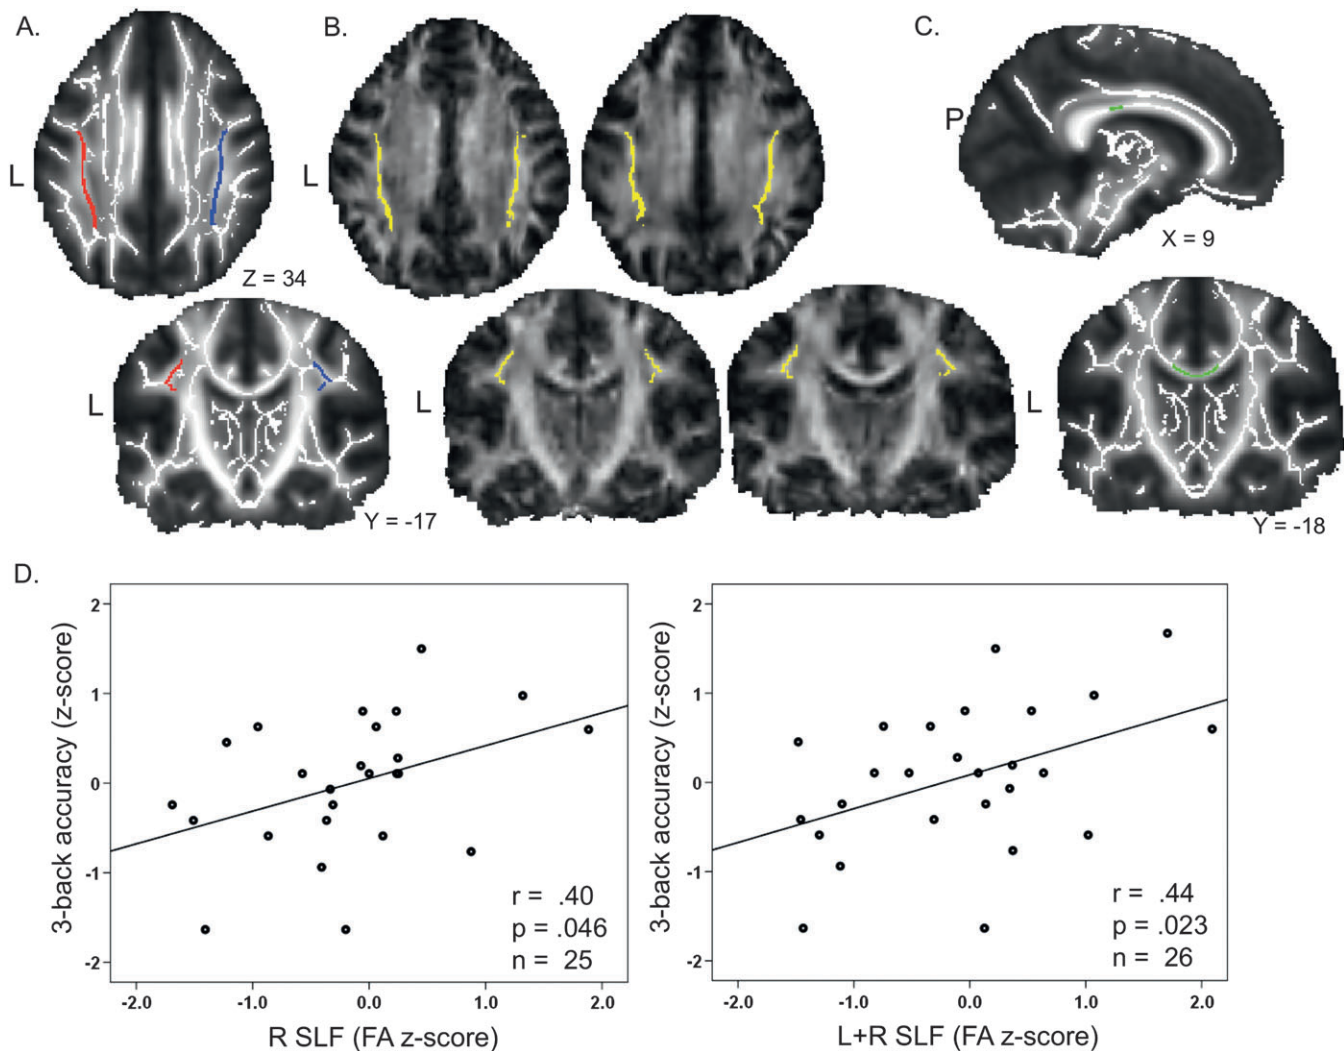 A.
B.
C.
L
L
P
Z = 34
X = 9
L
L
L
Y = -17
Y = -18
D.
3-back accuracy (z-score)
2
1
0
-1
-2
r = .40
p = .046
n = 25
-2.0 -1.0 0.0 1.0 2.0
R SLF (FA z-score)
3-back accuracy (z-score)
2
1
0
-1
-2
r = .44
p = .023
n = 26
-2.0 -1.0 0.0 1.0 2.0
L+R SLF (FA z-score)